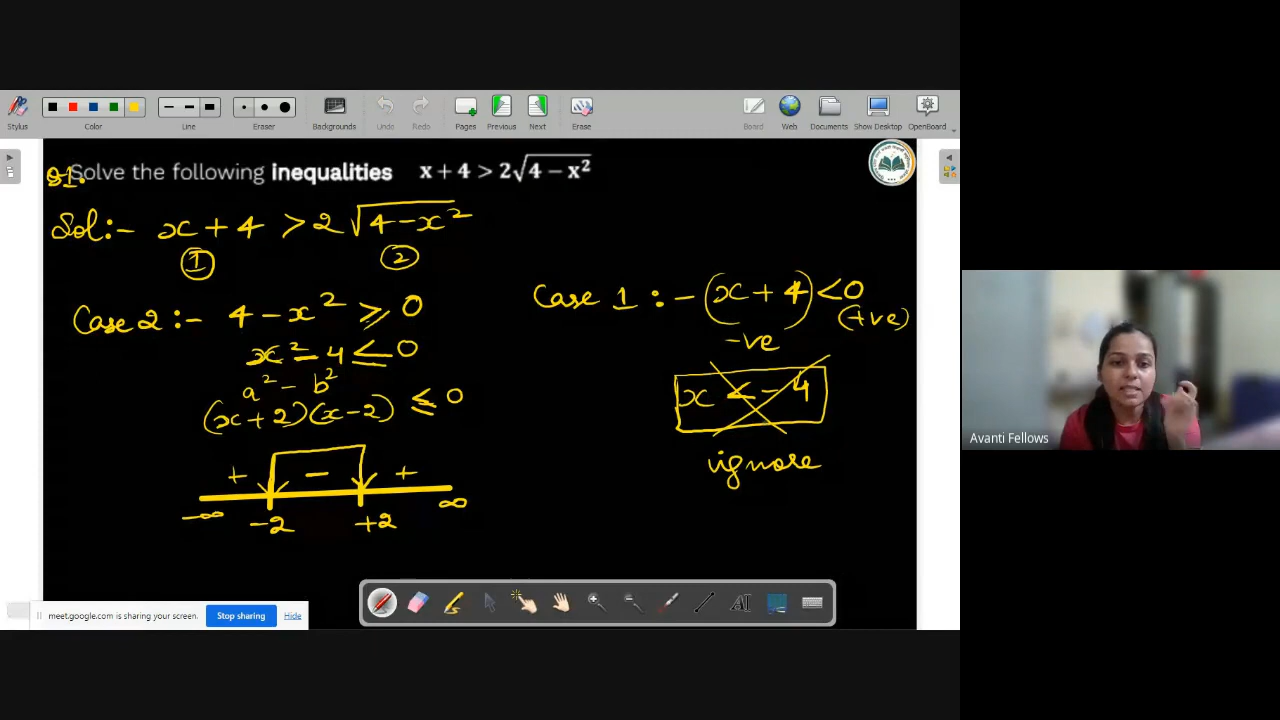 Stylus
Color
Line
Eraser
Backgrounds
Undo
Redo
Pages
Previous
Next
Erase
Board
Web
Documents
Show Desktop
OpenBoard
Q1. Solve the following inequalities x + 4 > 2√(4 − x²)
Sol:- x + 4 > 2√(4 − x²)
① ②
Case 2 :- 4 − x² ≥ 0
x² − 4 ≤ 0
a² − b²
(x+2)(x−2) ≤ 0
+ − +
−∞ −2 +2 ∞
Case 1 :- (x + 4) < 0
−ve (+ve)
x < −4
ignore
Avanti Fellows
meet.google.com is sharing your screen.
Stop sharing
Hide
AI